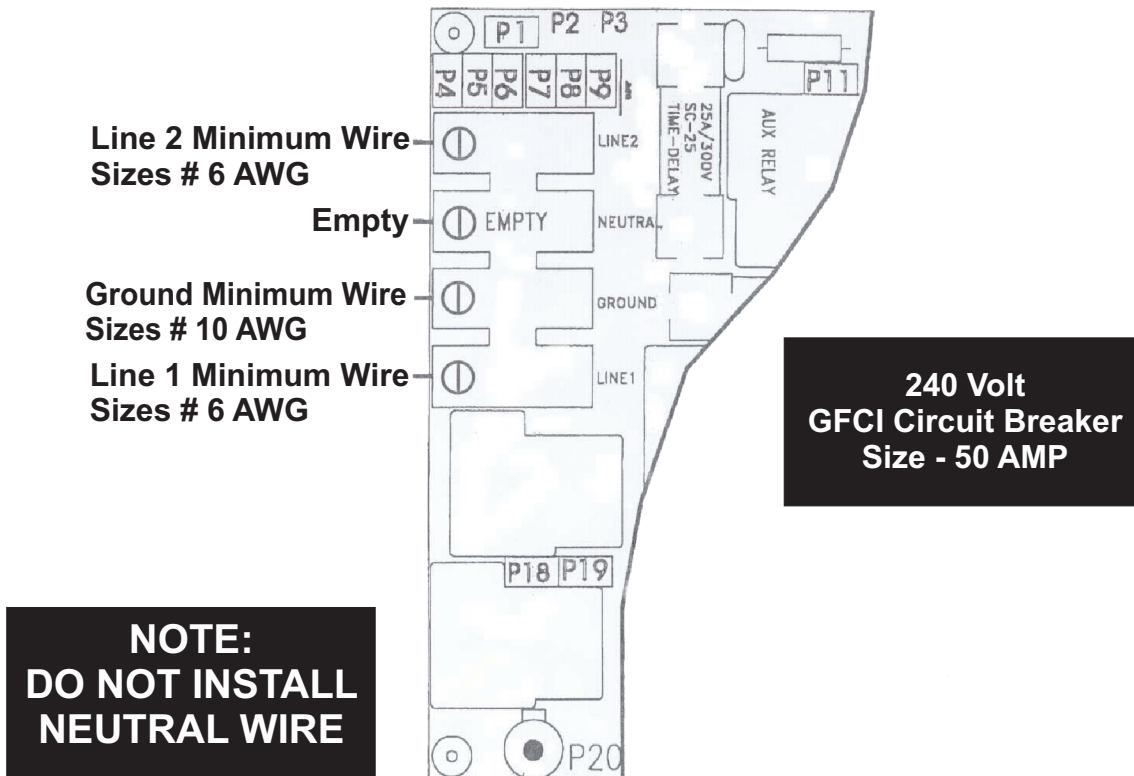 P1 P2 P3
P4 P5 P6 P7 P8 P9
P11
25A/300V
SC-25
TIME-DELAY
AUX RELAY
Line 2 Minimum Wire
Sizes # 6 AWG
LINE2
Empty
EMPTY
NEUTRAL
Ground Minimum Wire
Sizes # 10 AWG
GROUND
Line 1 Minimum Wire
Sizes # 6 AWG
LINE1
240 Volt
GFCI Circuit Breaker
Size - 50 AMP
P18 P19
NOTE:
DO NOT INSTALL
NEUTRAL WIRE
P20